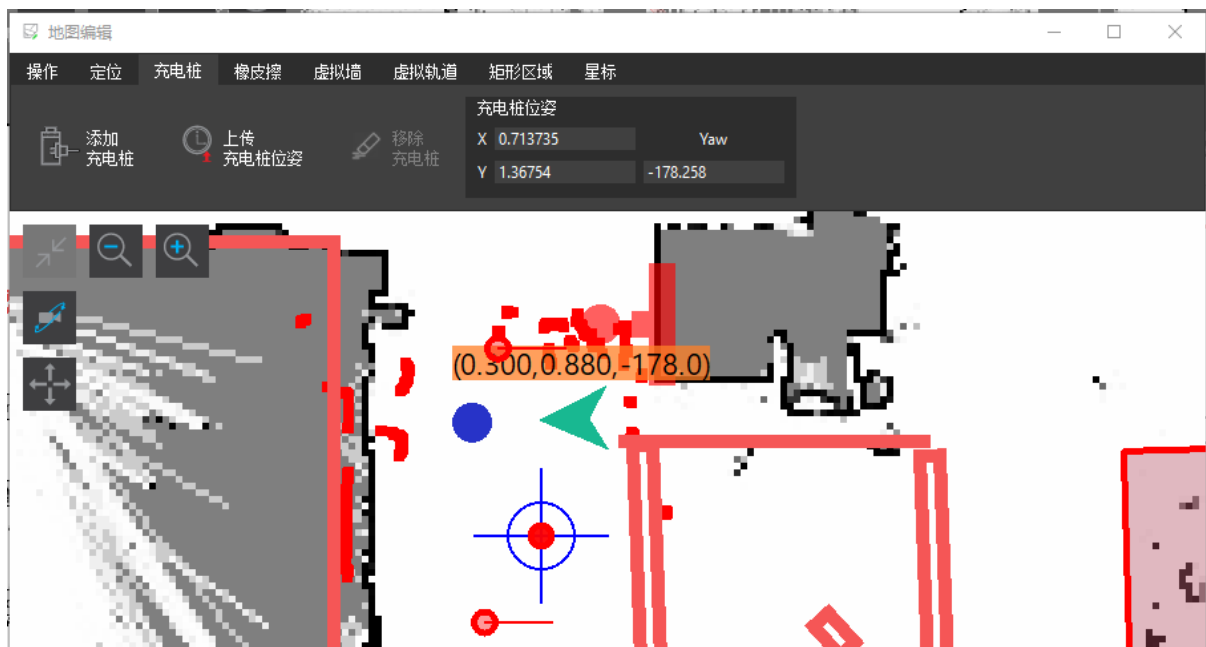 地图编辑
操作 定位 充电桩 橡皮擦 虚拟墙 虚拟轨道 矩形区域 星标
添加
充电桩
上传
充电桩位姿
移除
充电桩
充电桩位姿
X 0.713735 Yaw
Y 1.36754 -178.258
(0.300,0.880,-178.0)